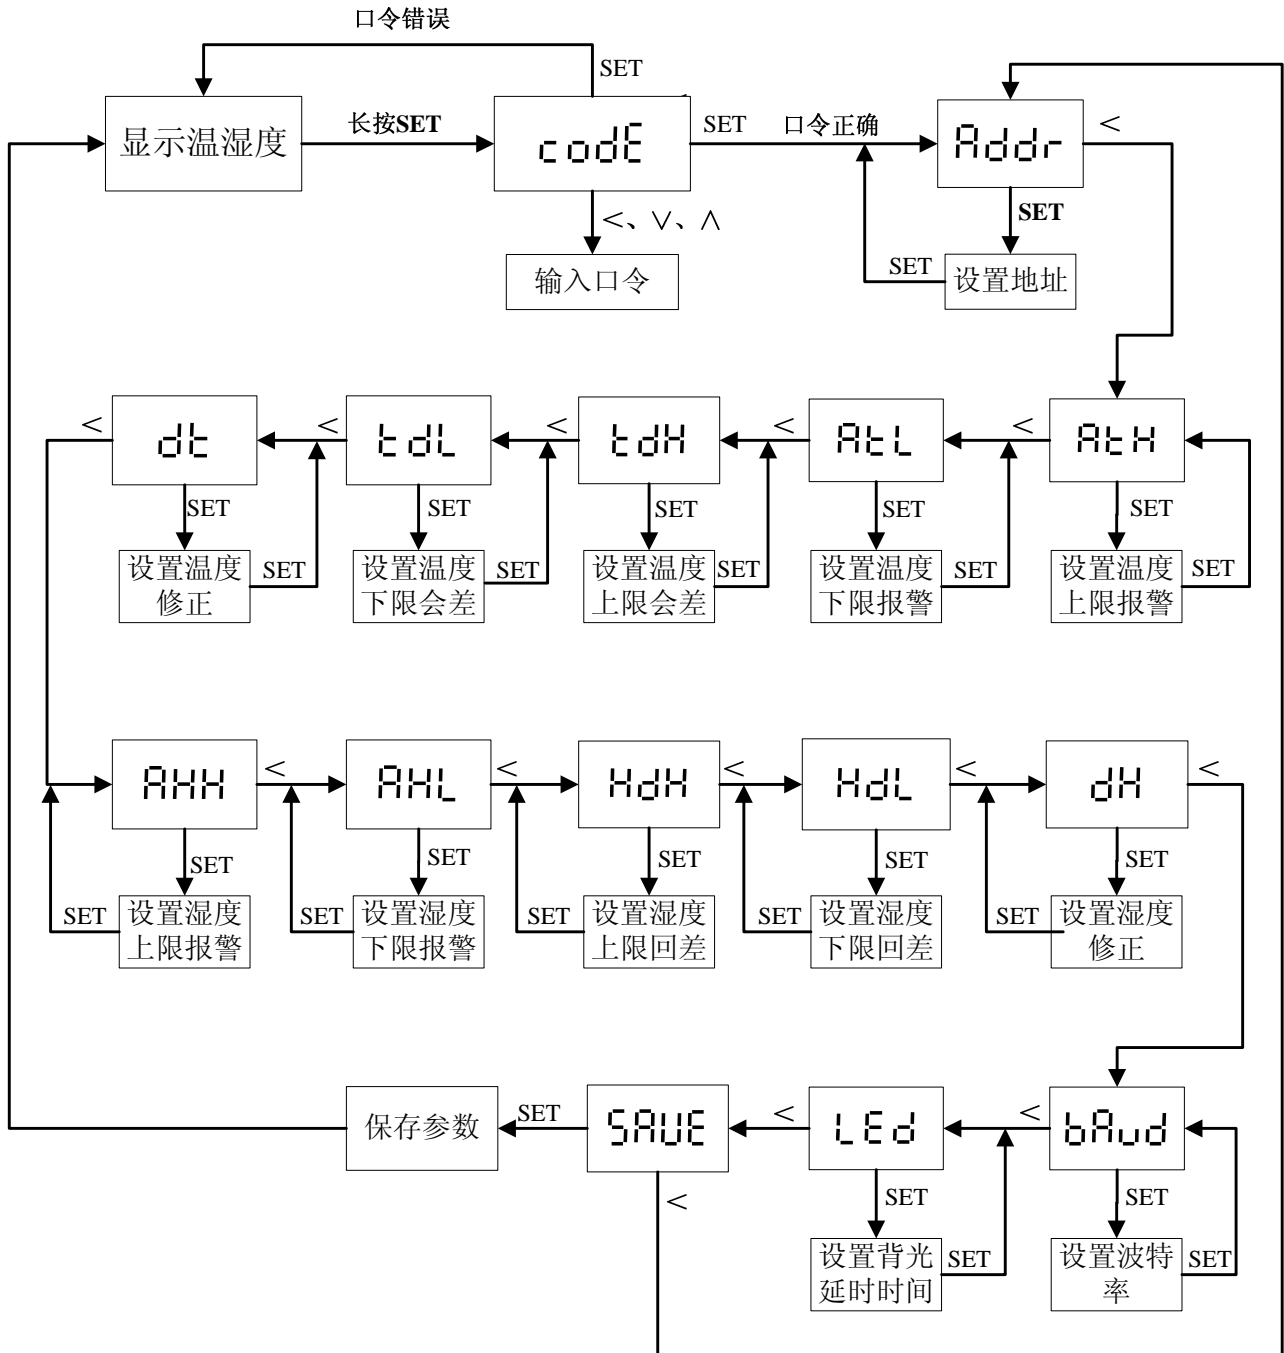 口令错误
SET
显示温湿度
长按SET
codE
SET
口令正确
Addr
<
<、∨、∧
SET
输入口令
SET
设置地址
<
dt
<
tdL
<
tdH
<
AtL
<
AtH
SET
SET
SET
SET
SET
设置温度
修正
SET
设置温度
下限会差
SET
设置温度
上限会差
SET
设置温度
下限报警
SET
设置温度
上限报警
SET
AHH
<
AHL
<
HdH
<
HdL
<
dH
<
SET
SET
SET
SET
SET
SET
设置湿度
上限报警
SET
设置湿度
下限报警
SET
设置湿度
上限回差
SET
设置湿度
下限回差
SET
设置湿度
修正
保存参数
SET
SAVE
<
LEd
<
bAud
<
SET
SET
设置背光
延时时间
SET
设置波特
率
SET